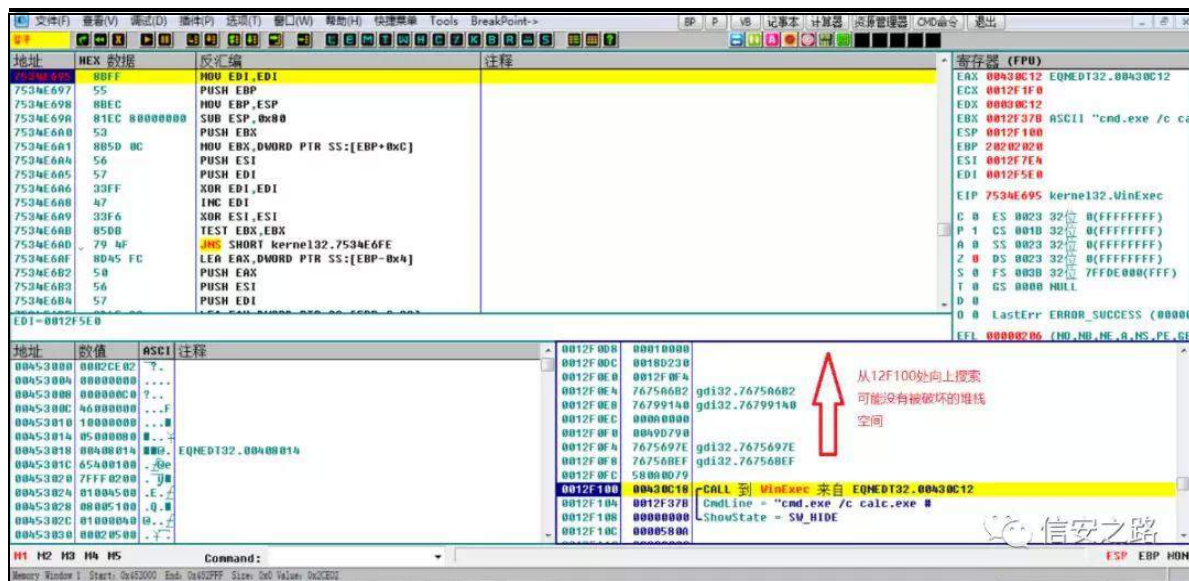 文件(F) 查看(V) 调试(D) 插件(P) 选项(T) 窗口(W) 帮助(H) 快捷菜单 Tools BreakPoint-> BP P VB 记事本 计算器 资源管理器 CMD命令 退出
暂停 L E M T W H C / K B R ... S
地址 HEX 数据 反汇编 注释
7534E695 8BFF MOV EDI,EDI
7534E697 55 PUSH EBP
7534E698 8BEC MOV EBP,ESP
7534E69A 81EC 80000000 SUB ESP,0x80
7534E6A0 53 PUSH EBX
7534E6A1 8B5D 0C MOV EBX,DWORD PTR SS:[EBP+0xC]
7534E6A4 56 PUSH ESI
7534E6A5 57 PUSH EDI
7534E6A6 33FF XOR EDI,EDI
7534E6A8 47 INC EDI
7534E6A9 33F6 XOR ESI,ESI
7534E6AB 85DB TEST EBX,EBX
7534E6AD 79 4F JNS SHORT kernel32.7534E6FE
7534E6AF 8D45 FC LEA EAX,DWORD PTR SS:[EBP-0x4]
7534E6B2 50 PUSH EAX
7534E6B3 56 PUSH ESI
7534E6B4 57 PUSH EDI
EDI=0012F5E0
寄存器 (FPU)
EAX 00430C12 EQNEDT32.00430C12
ECX 0012F1F0
EDX 00030C12
EBX 0012F37B ASCII "cmd.exe /c calc
ESP 0012F100
EBP 20202020
ESI 0012F7E4
EDI 0012F5E0
EIP 7534E695 kernel32.WinExec
C 0 ES 0023 32位 0(FFFFFFFF)
P 1 CS 001B 32位 0(FFFFFFFF)
A 0 SS 0023 32位 0(FFFFFFFF)
Z 0 DS 0023 32位 0(FFFFFFFF)
S 0 FS 003B 32位 7FFDE000(FFF)
T 0 GS 0000 NULL
D 0
O 0 LastErr ERROR_SUCCESS (00000
EFL 00000206 (NO,NB,NE,A,NS,PE,GE
地址 数值 ASCI 注释
00453000 0002CE02 ?.
00453004 00000000 ....
00453008 000000C0 ?..
0045300C 46000000 ...F
00453010 10000000
00453014 05000080
00453018 00408014 EQNEDT32.00408014
0045301C 65400100
00453020 7FFF0200
00453024 01004500 .E.
00453028 08005100 .Q.
0045302C 01000040 @..
00453030 00020500
0012F0D8 00010000
0012F0DC 0018D230
0012F0E0 0012F0F4
0012F0E4 7675A6B2 gdi32.7675A6B2
0012F0E8 76799140 gdi32.76799140
0012F0EC 000A0000
0012F0F0 0049D790
0012F0F4 7675697E gdi32.7675697E
0012F0F8 767568EF gdi32.767568EF
0012F0FC 580A0D79
0012F100 00430C18 CALL 到 WinExec 来自 EQNEDT32.00430C12
0012F104 0012F37B CmdLine = "cmd.exe /c calc.exe #
0012F108 00000000 ShowState = SW_HIDE
0012F10C 0000580A
从12F100处向上搜索
可能没有被破坏的堆栈
空间
信安之路
M1 M2 M3 M4 M5 Command: ESP EBP NON
Memory Window 1 Start: 0x453000 End: 0x452FFF Size: 0x0 Value: 0x2CE02